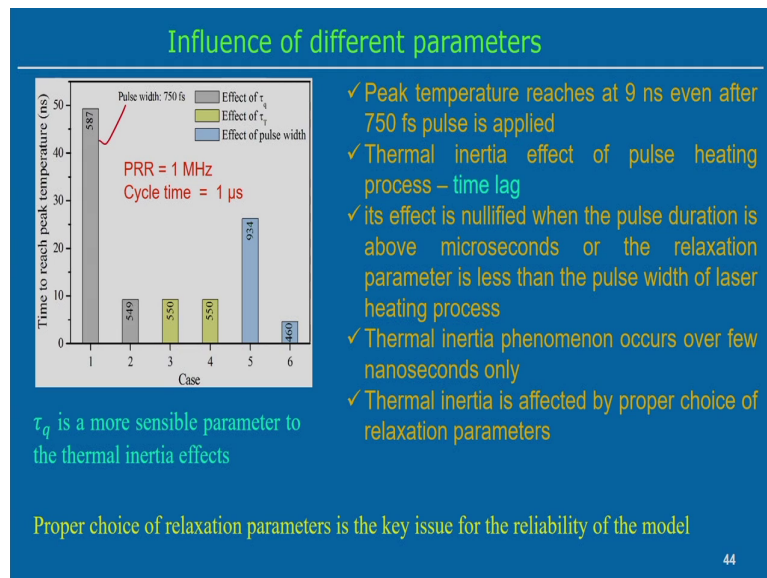 Influence of different parameters
Time to reach peak temperature (ns)
50
40
30
20
10
0
Pulse width: 750 fs
Effect of τq
Effect of τT
Effect of pulse width
PRR = 1 MHz
Cycle time = 1 µs
587
549
550
550
934
460
1 2 3 4 5 6
Case
τq is a more sensible parameter to
the thermal inertia effects
✓Peak temperature reaches at 9 ns even after
750 fs pulse is applied
✓Thermal inertia effect of pulse heating
process – time lag
✓its effect is nullified when the pulse duration is
above microseconds or the relaxation
parameter is less than the pulse width of laser
heating process
✓Thermal inertia phenomenon occurs over few
nanoseconds only
✓Thermal inertia is affected by proper choice of
relaxation parameters
Proper choice of relaxation parameters is the key issue for the reliability of the model
44